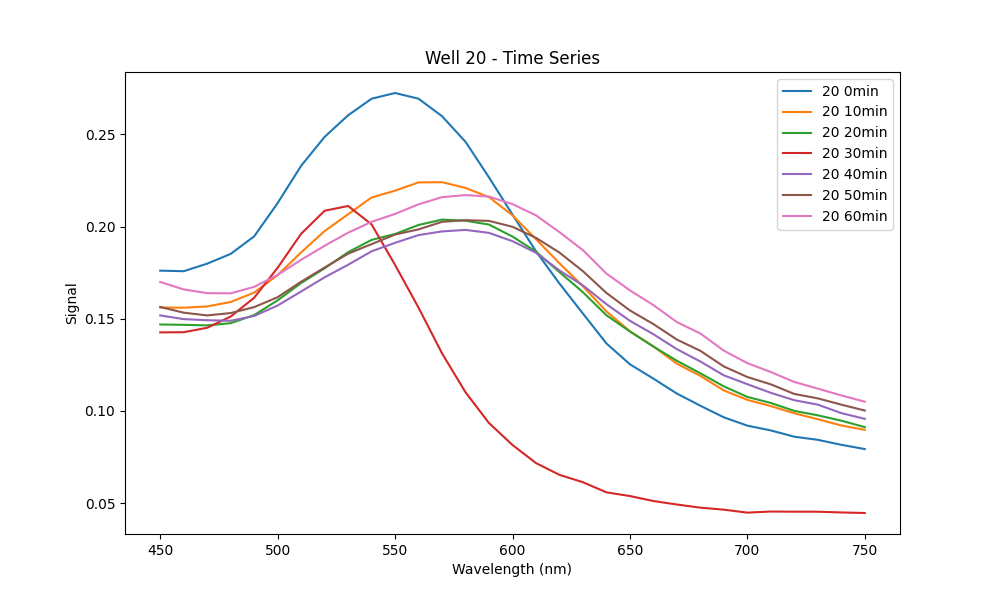 Well 20 - Time Series
20 0min
20 10min
20 20min
20 30min
20 40min
20 50min
20 60min
Signal
0.25
0.20
0.15
0.10
0.05
450 500 550 600 650 700 750
Wavelength (nm)